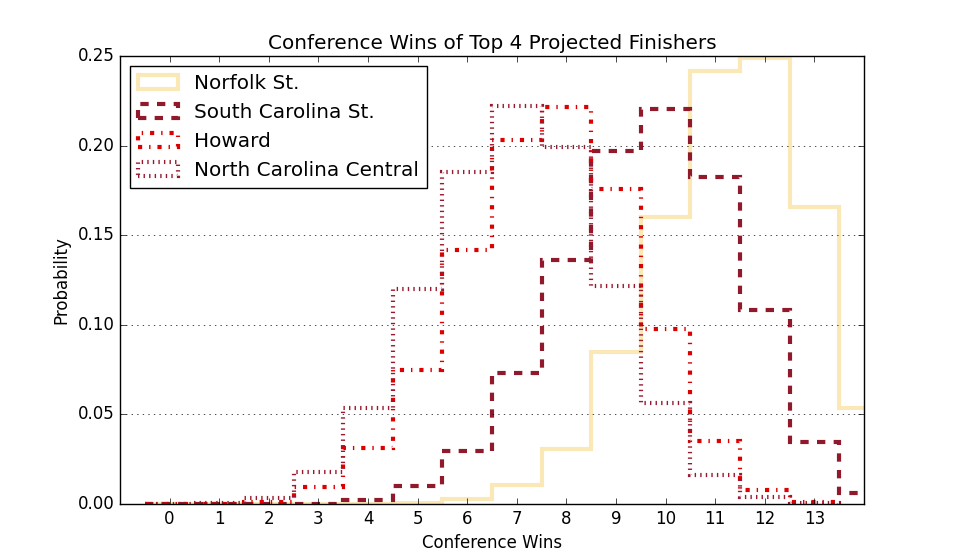 Conference Wins of Top 4 Projected Finishers
0.25
0.20
0.15
0.10
0.05
0.00
Probability
Norfolk St.
South Carolina St.
Howard
North Carolina Central
0 1 2 3 4 5 6 7 8 9 10 11 12 13
Conference Wins